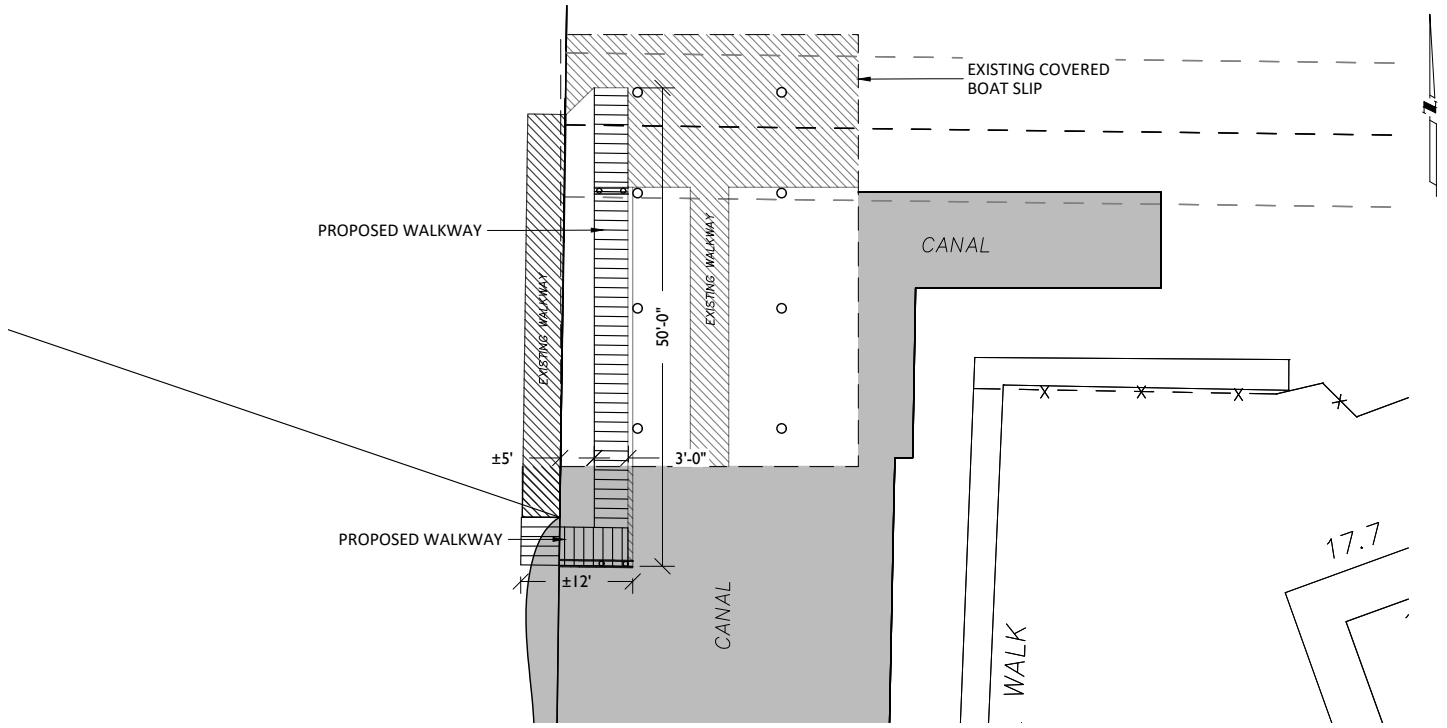 EXISTING COVERED
BOAT SLIP
PROPOSED WALKWAY
CANAL
EXISTING WALKWAY
EXISTING WALKWAY
50'-0"
±5'
3'-0"
PROPOSED WALKWAY
±12'
CANAL
17.7
WALK